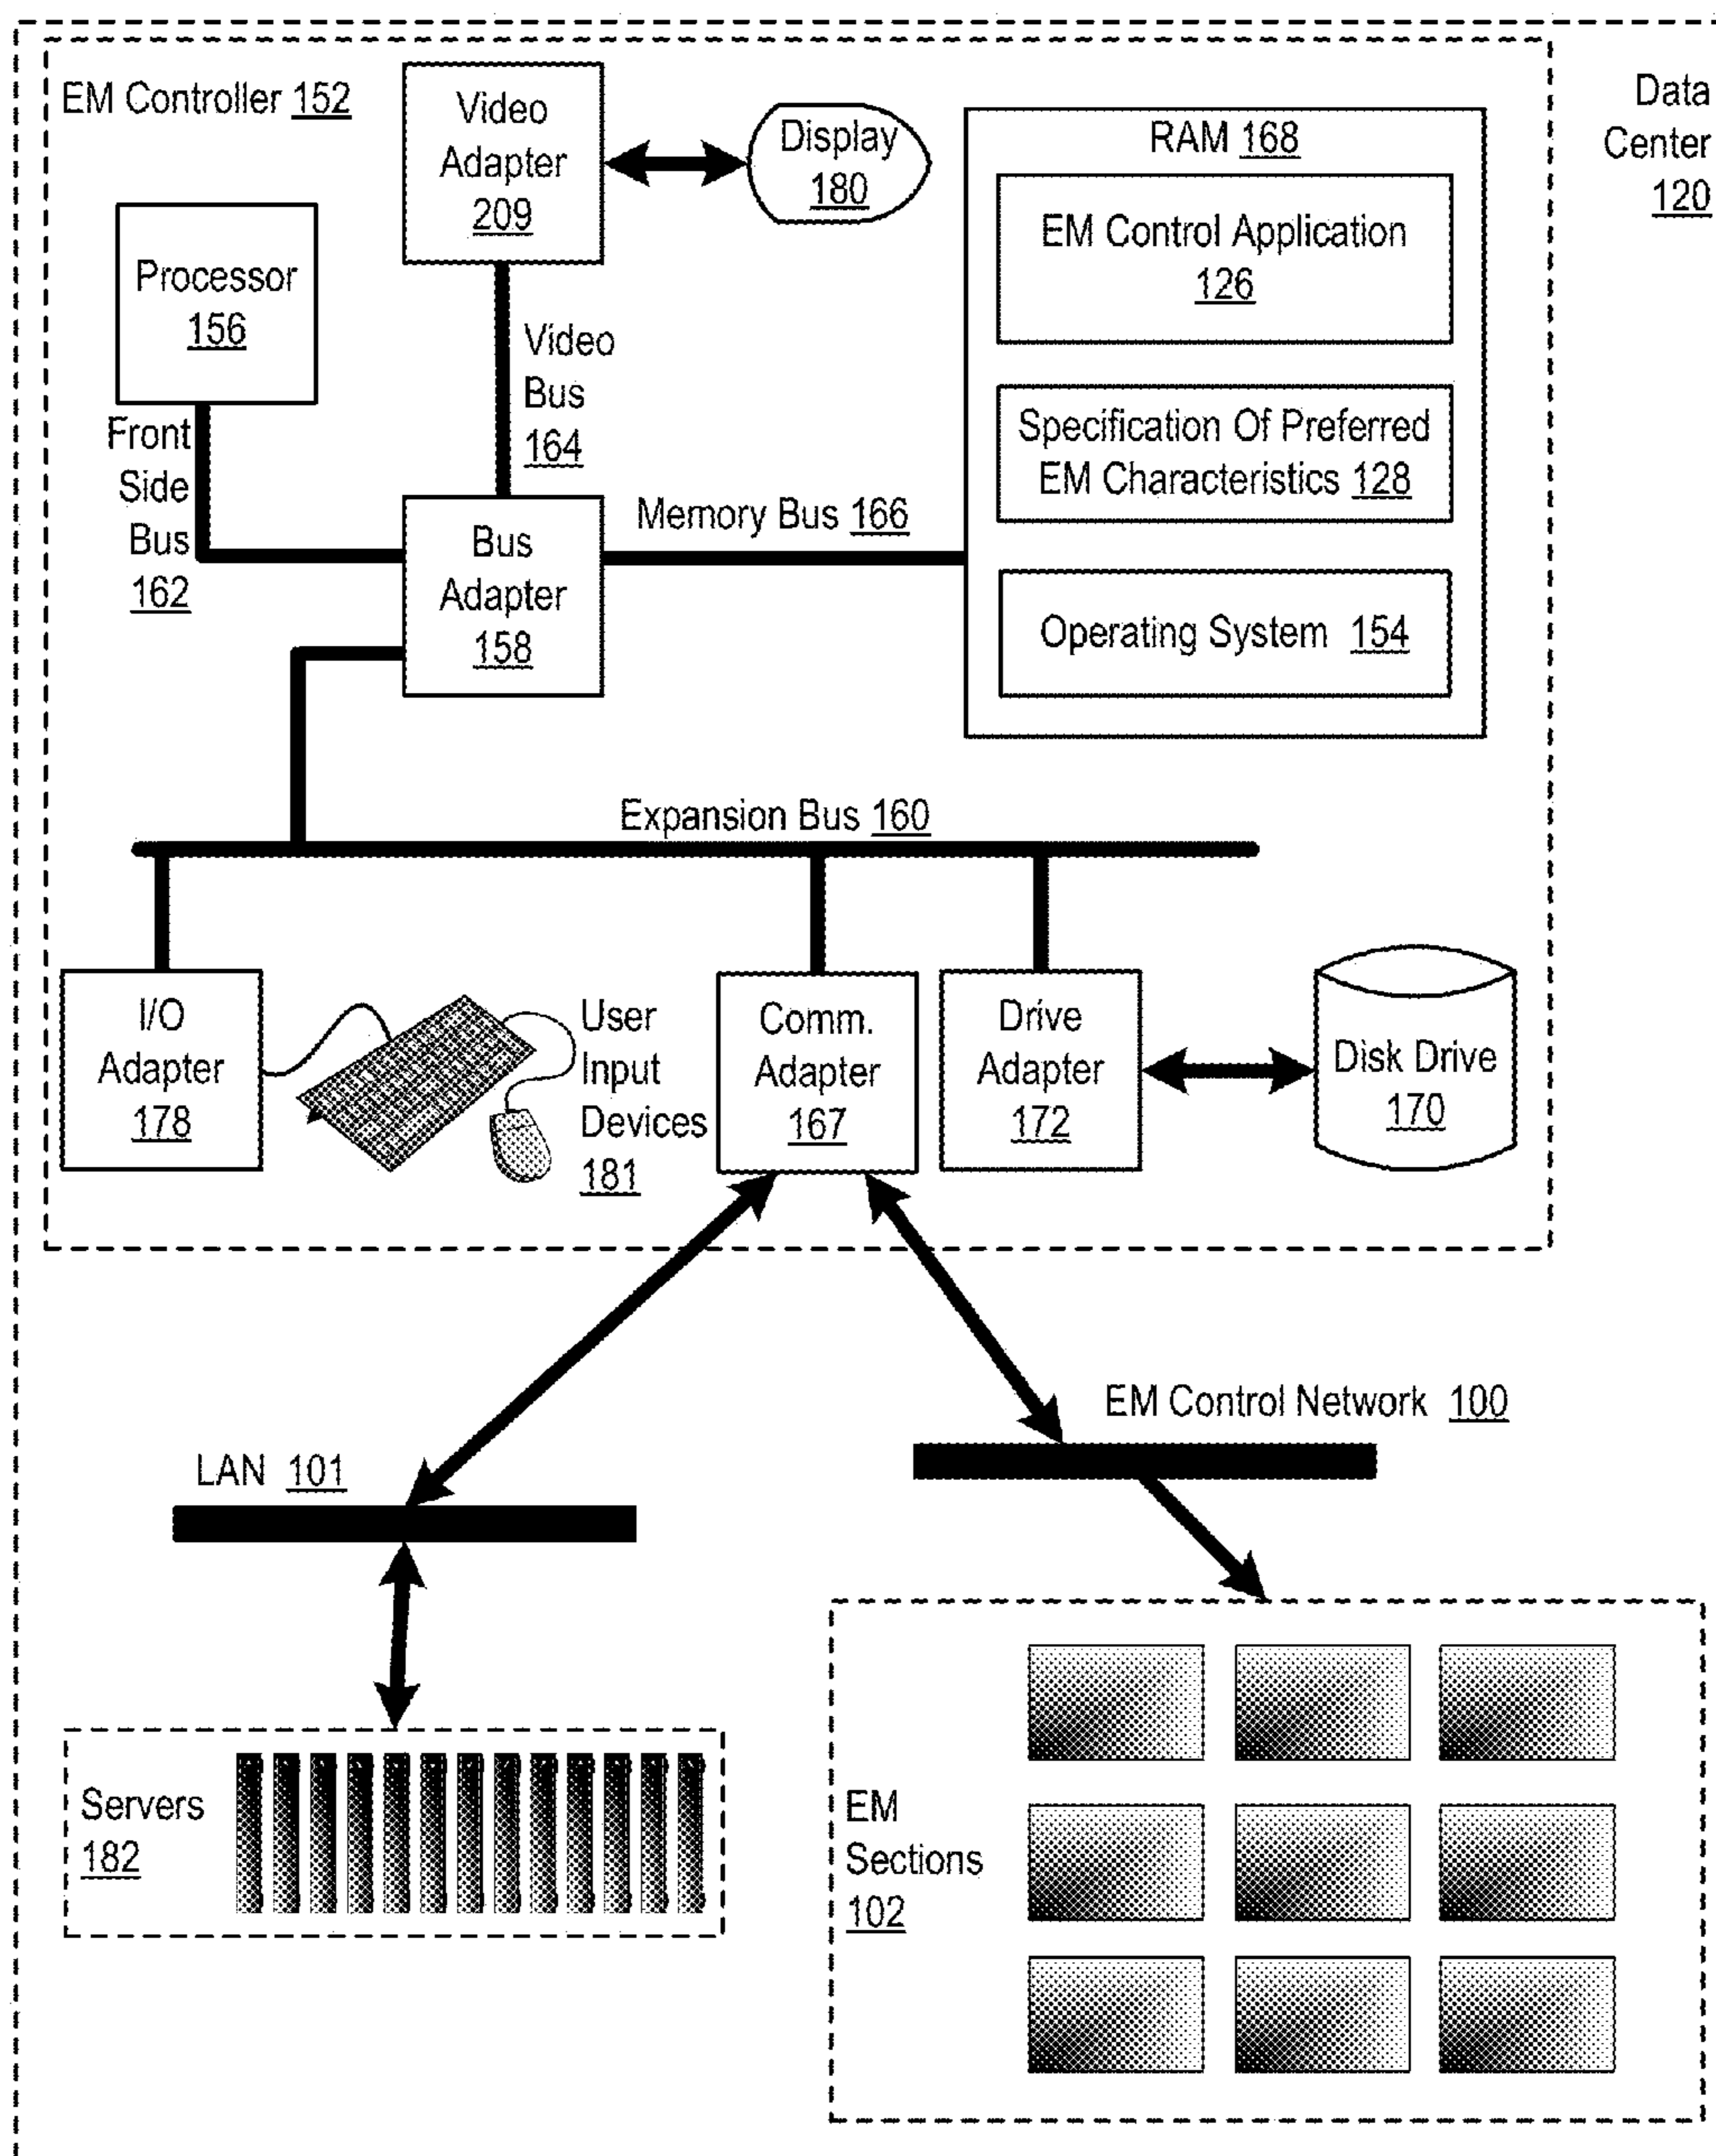 EM Controller 152
Data
Center
120
Video
Adapter
209
Display
180
RAM 168
EM Control Application
126
Specification Of Preferred
EM Characteristics 128
Operating System 154
Processor
156
Video
Bus
164
Front
Side
Bus
162
Bus
Adapter
158
Memory Bus 166
Expansion Bus 160
I/O
Adapter
178
User
Input
Devices
181
Comm.
Adapter
167
Drive
Adapter
172
Disk Drive
170
EM Control Network 100
LAN 101
Servers
182
EM
Sections
102